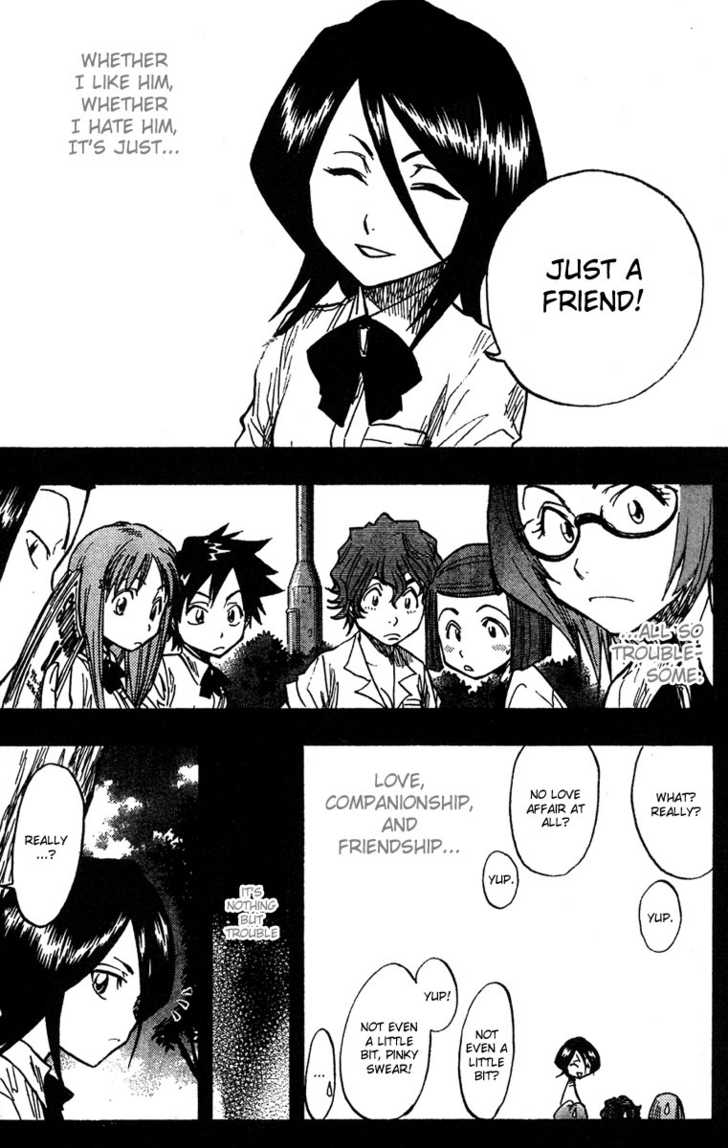 WHETHER
I LIKE HIM,
WHETHER
I HATE HIM,
IT'S JUST...
JUST A
FRIEND!
...ALL SO
TROUBLE-
SOME.
WHAT?
REALLY?
YUP.
NO LOVE
AFFAIR AT
ALL?
YUP.
LOVE,
COMPANIONSHIP,
AND
FRIENDSHIP...
NOT
EVEN A
LITTLE
BIT?
YUP!
NOT EVEN
A LITTLE
BIT, PINKY
SWEAR!
...
IT'S
NOTHING
BUT
TROUBLE
REALLY
...?